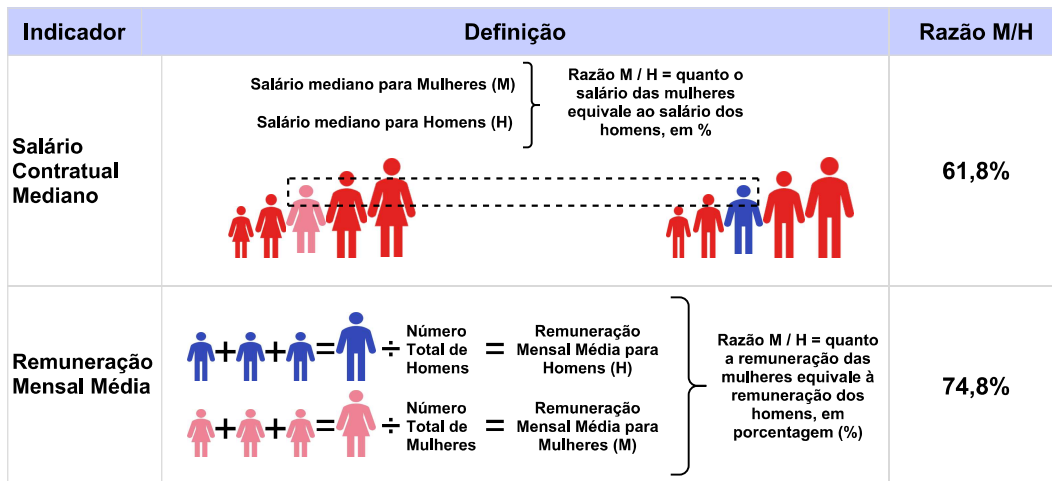 Indicador
Definição
Razão M/H
Salário
Contratual
Mediano
Salário mediano para Mulheres (M)
Salário mediano para Homens (H)
Razão M / H = quanto o
salário das mulheres
equivale ao salário dos
homens, em %
61,8%
Remuneração
Mensal Média
+ + = ÷
Número
Total de
Homens
=
Remuneração
Mensal Média para
Homens (H)
+ + = ÷
Número
Total de
Mulheres
=
Remuneração
Mensal Média para
Mulheres (M)
Razão M / H = quanto
a remuneração das
mulheres equivale à
remuneração dos
homens, em
porcentagem (%)
74,8%